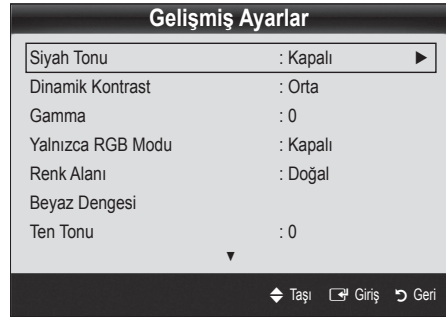 Gelişmiş Ayarlar
Siyah Tonu : Kapalı ►
Dinamik Kontrast : Orta
Gamma : 0
Yalnızca RGB Modu : Kapalı
Renk Alanı : Doğal
Beyaz Dengesi
Ten Tonu : 0
▼
Taşı Giriş Geri